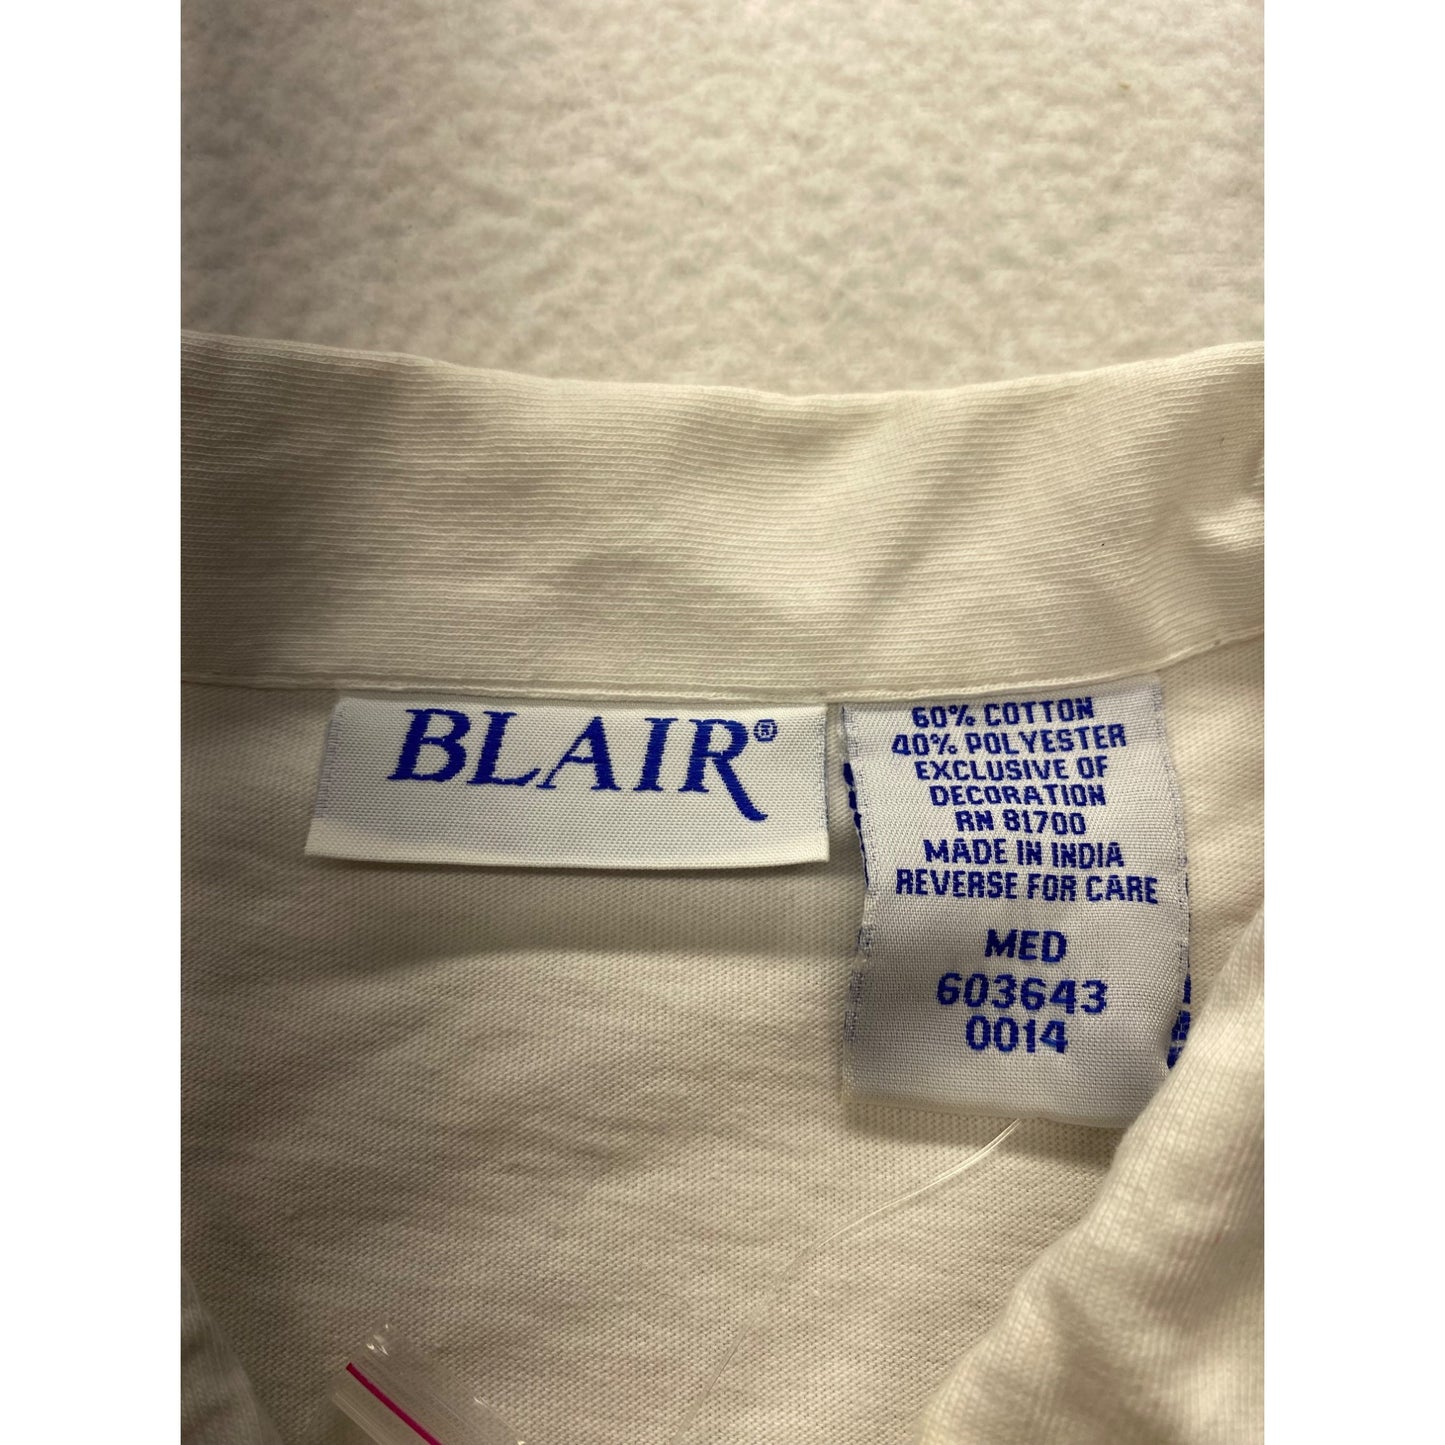 BLAIR®
60% COTTON
40% POLYESTER
EXCLUSIVE OF
DECORATION
RN 81700
MADE IN INDIA
REVERSE FOR CARE
MED
603643
0014